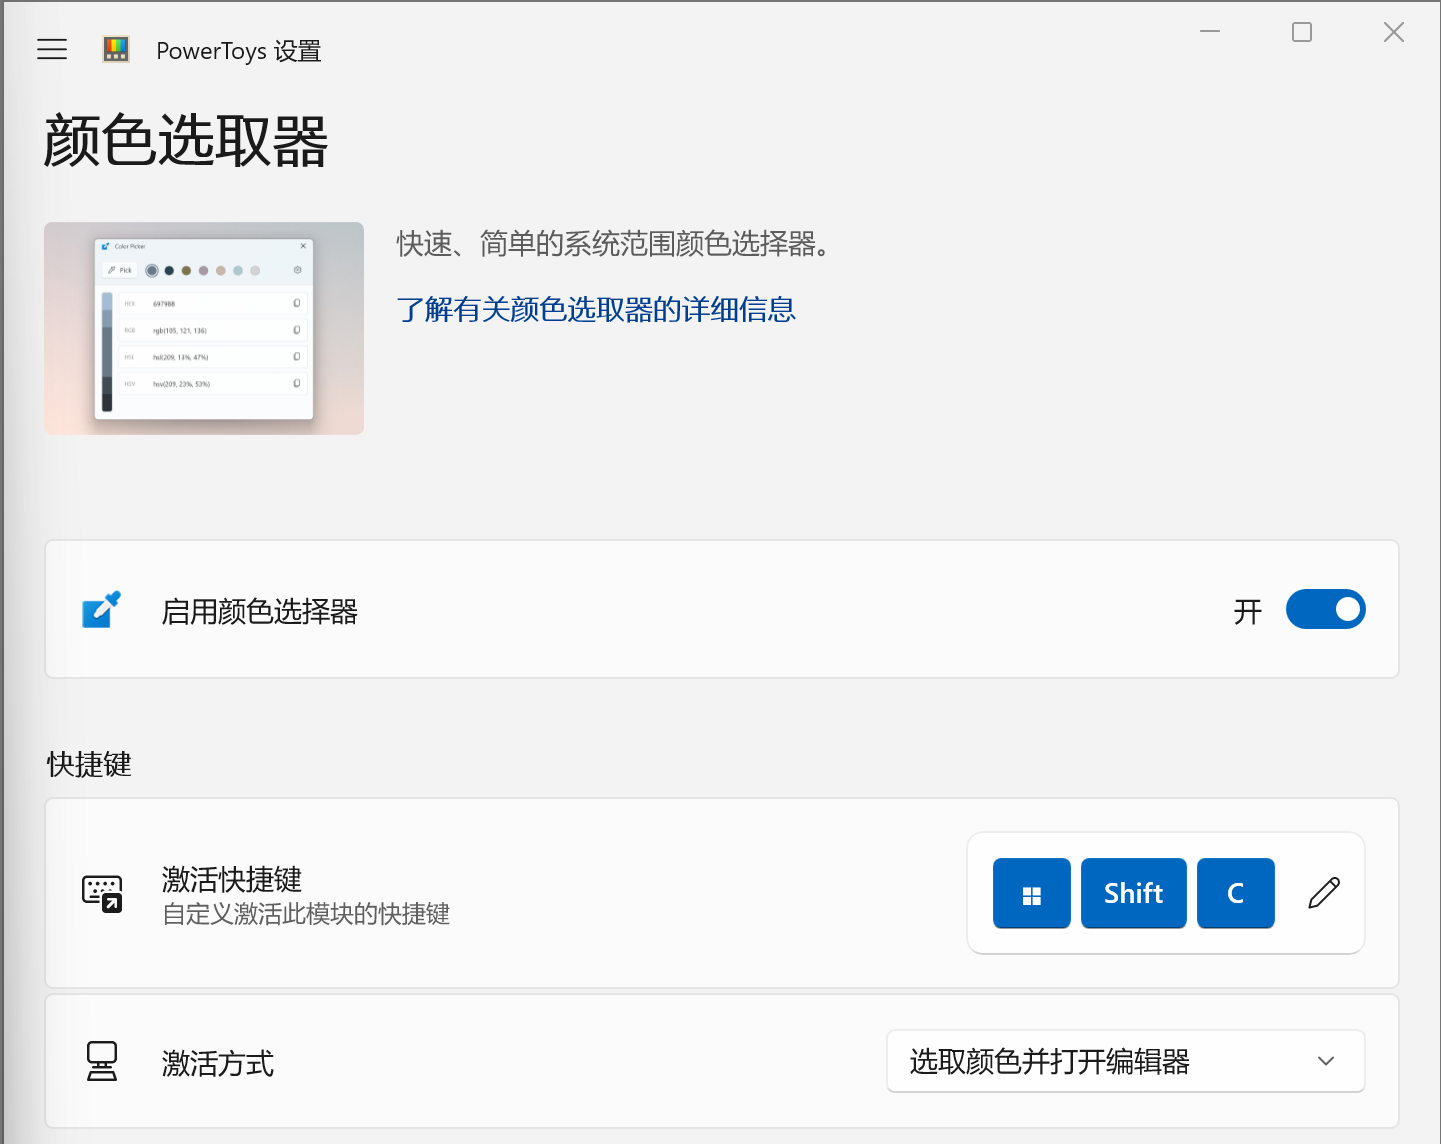 PowerToys 设置
颜色选取器
Color Picker
Pick
HEX 697988
RGB rgb(105, 121, 136)
HSL hsl(209, 13%, 47%)
HSV hsv(209, 23%, 53%)
快速、简单的系统范围颜色选择器。
了解有关颜色选取器的详细信息
启用颜色选择器
开
快捷键
激活快捷键
自定义激活此模块的快捷键
Shift C
激活方式
选取颜色并打开编辑器